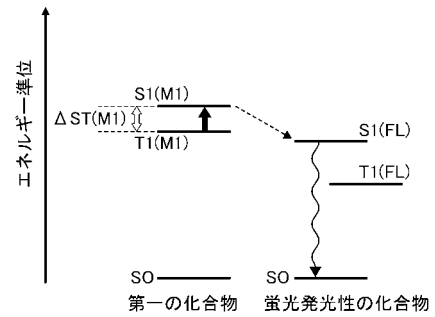 エネルギー準位
S1(M1)
ΔST(M1)
T1(M1)
S1(FL)
T1(FL)
SO
SO
第一の化合物
蛍光発光性の化合物